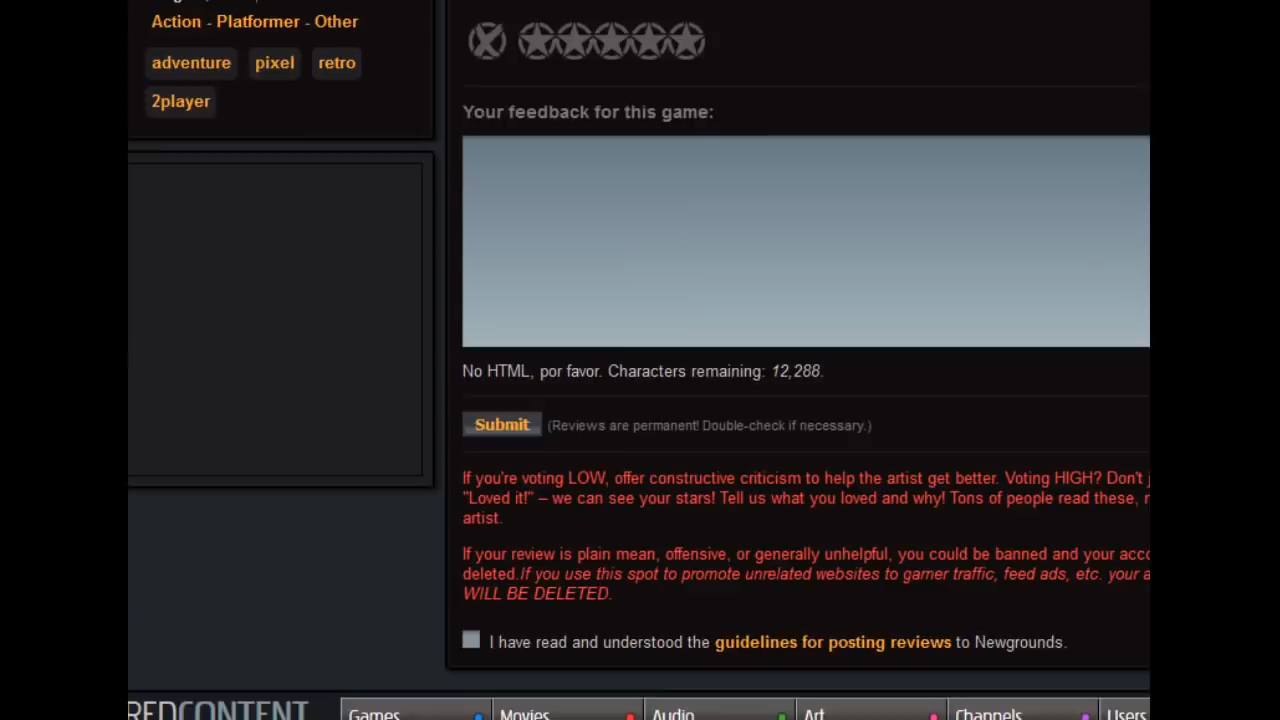 Action - Platformer - Other
adventure pixel retro
2player
Your feedback for this game:
No HTML, por favor. Characters remaining: 12,288.
Submit (Reviews are permanent! Double-check if necessary.)
If you're voting LOW, offer constructive criticism to help the artist get better. Voting HIGH? Don't
"Loved it!" – we can see your stars! Tell us what you loved and why! Tons of people read these,
artist.
If your review is plain mean, offensive, or generally unhelpful, you could be banned and your
deleted.If you use this spot to promote unrelated websites to garner traffic, feed ads, etc. your
WILL BE DELETED.
I have read and understood the guidelines for posting reviews to Newgrounds.
REDCONTENT
Games Movies Audio Art Channels Users